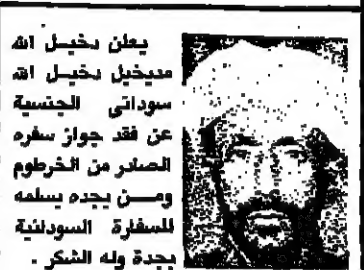 يعلن دخيل الله
منيخيل دخيل الله
سوداني الجنسية
عن فقد جواز سفره
الصادر من الخرطوم
ومن يجده يسلمه
للسفارة السودانية
بجدة وله الشكر .